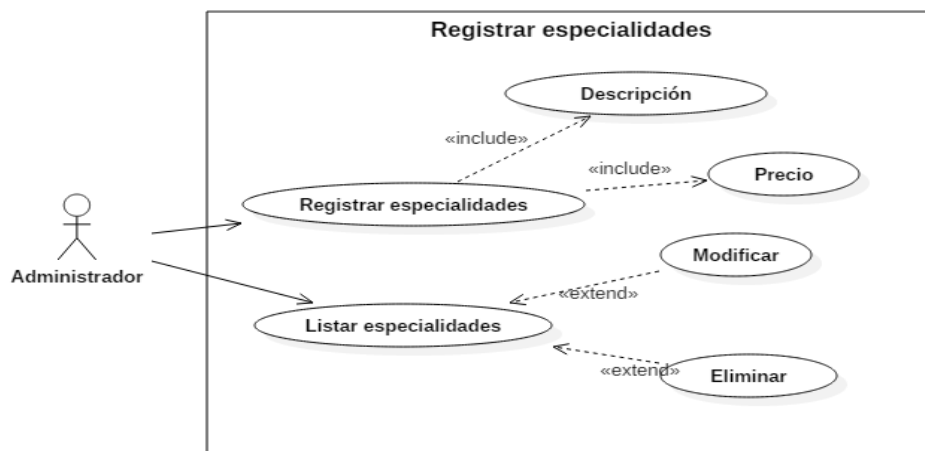 Registrar especialidades
Descripción
«include»
«include»
Precio
Registrar especialidades
Administrador
Modificar
«extend»
Listar especialidades
«extend»
Eliminar